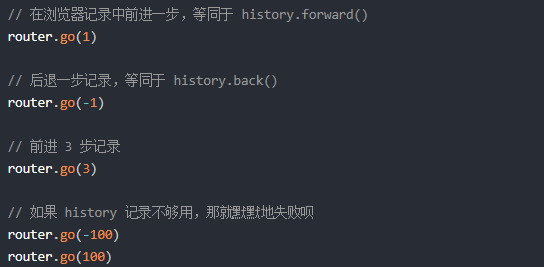 // 在浏览器记录中前进一步，等同于 history.forward()
router.go(1)
// 后退一步记录，等同于 history.back()
router.go(-1)
// 前进 3 步记录
router.go(3)
// 如果 history 记录不够用，那就默默地失败呗
router.go(-100)
router.go(100)